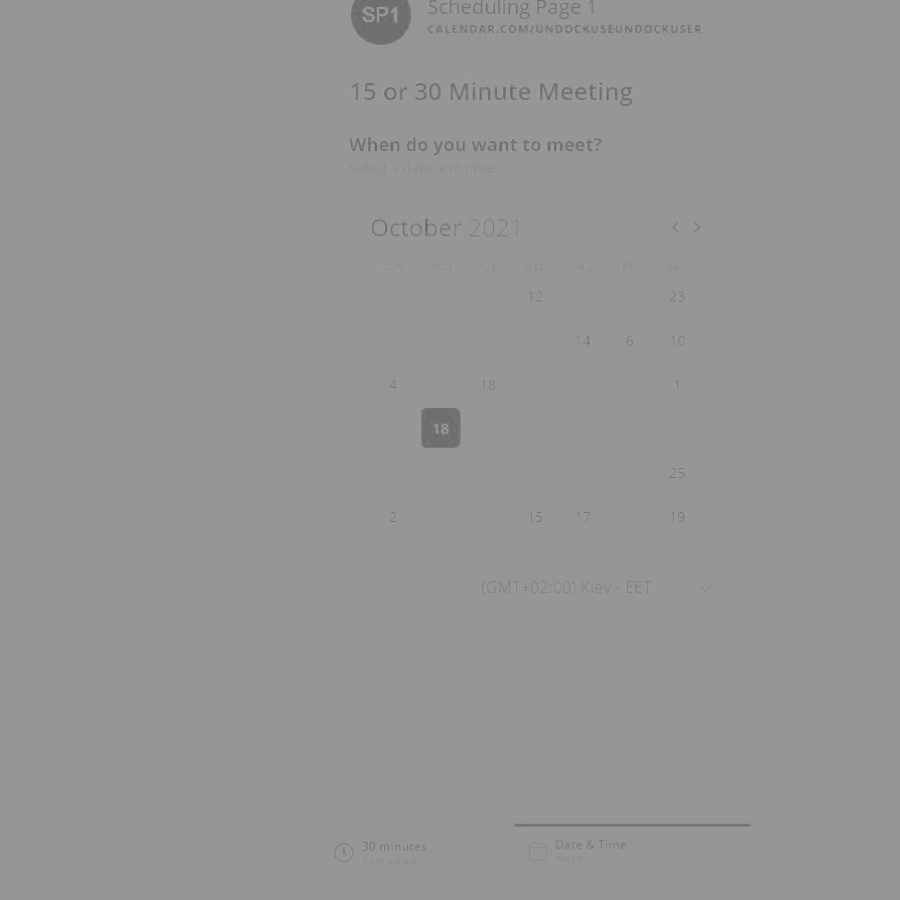 SP1
Scheduling Page 1
CALENDAR.COM/UNDOCKUSEUNDOCKUSER
15 or 30 Minute Meeting
When do you want to meet?
Select a date and time
October 2021
SUN MON TUE WED THU FRI SAT
12 23
14 6 10
4 18 1
18
25
2 15 17 19
(GMT+02:00) Kiev - EET
30 minutes
HOW LONG
Date & Time
WHEN